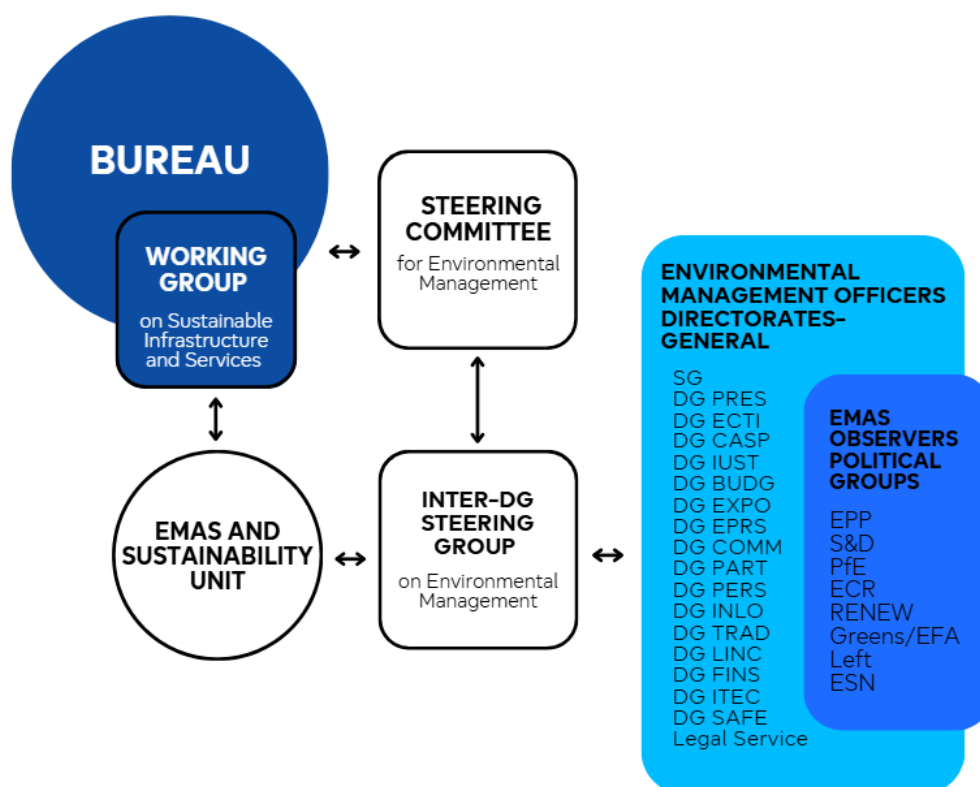 BUREAU
WORKING
GROUP
on Sustainable
Infrastructure
and Services
STEERING
COMMITTEE
for Environmental
Management
EMAS AND
SUSTAINABILITY
UNIT
INTER-DG
STEERING
GROUP
on Environmental
Management
ENVIRONMENTAL
MANAGEMENT OFFICERS
DIRECTORATES-
GENERAL
SG
DG PRES
DG ECTI
DG CASP
DG IUST
DG BUDG
DG EXPO
DG EPRS
DG COMM
DG PART
DG PERS
DG INLO
DG TRAD
DG LINC
DG FINS
DG ITEC
DG SAFE
Legal Service
EMAS
OBSERVERS
POLITICAL
GROUPS
EPP
S&D
PfE
ECR
RENEW
Greens/EFA
Left
ESN